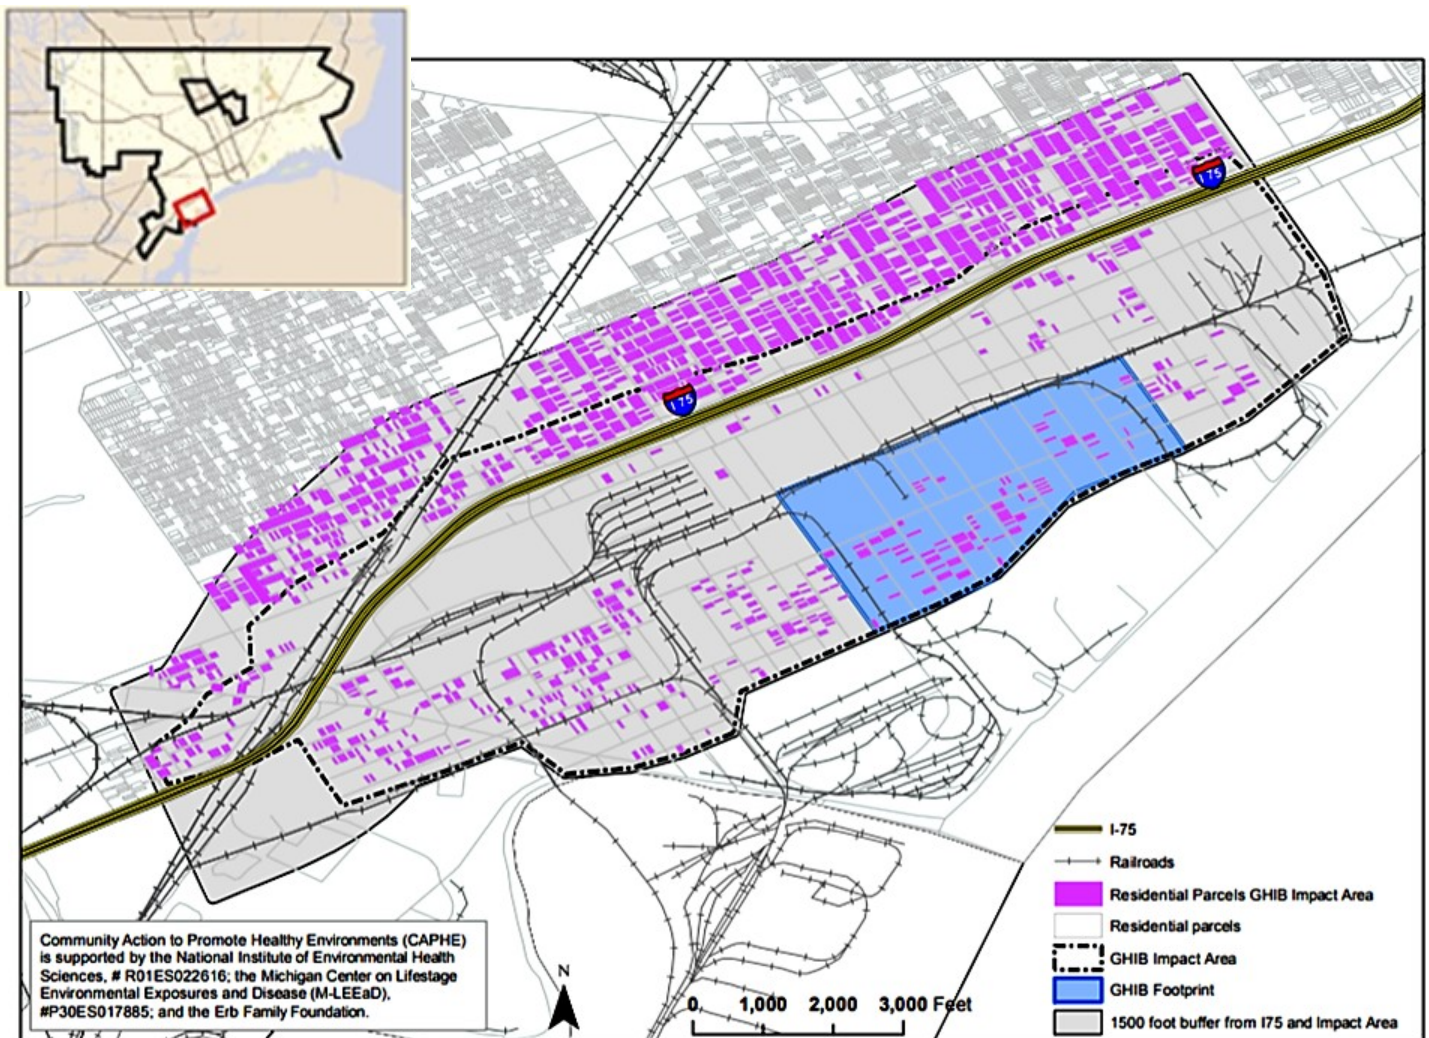 I 75
I 75
I-75
Railroads
Residential Parcels GHIB Impact Area
Residential parcels
GHIB Impact Area
GHIB Footprint
1500 foot buffer from I75 and Impact Area
Community Action to Promote Healthy Environments (CAPHE)
is supported by the National Institute of Environmental Health
Sciences, # R01ES022616; the Michigan Center on Lifestage
Environmental Exposures and Disease (M-LEEaD),
#P30ES017885; and the Erb Family Foundation.
N
0 1,000 2,000 3,000 Feet